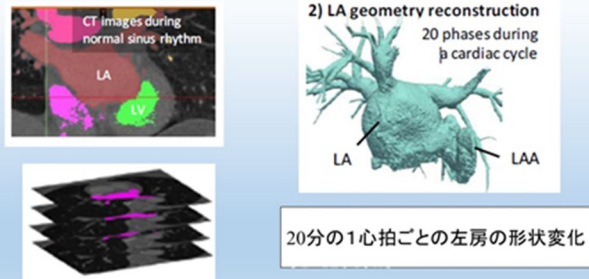 CT images during
normal sinus rhythm
LA
LV
2) LA geometry reconstruction
20 phases during
a cardiac cycle
LA
LAA
20分の1心拍ごとの左房の形状変化